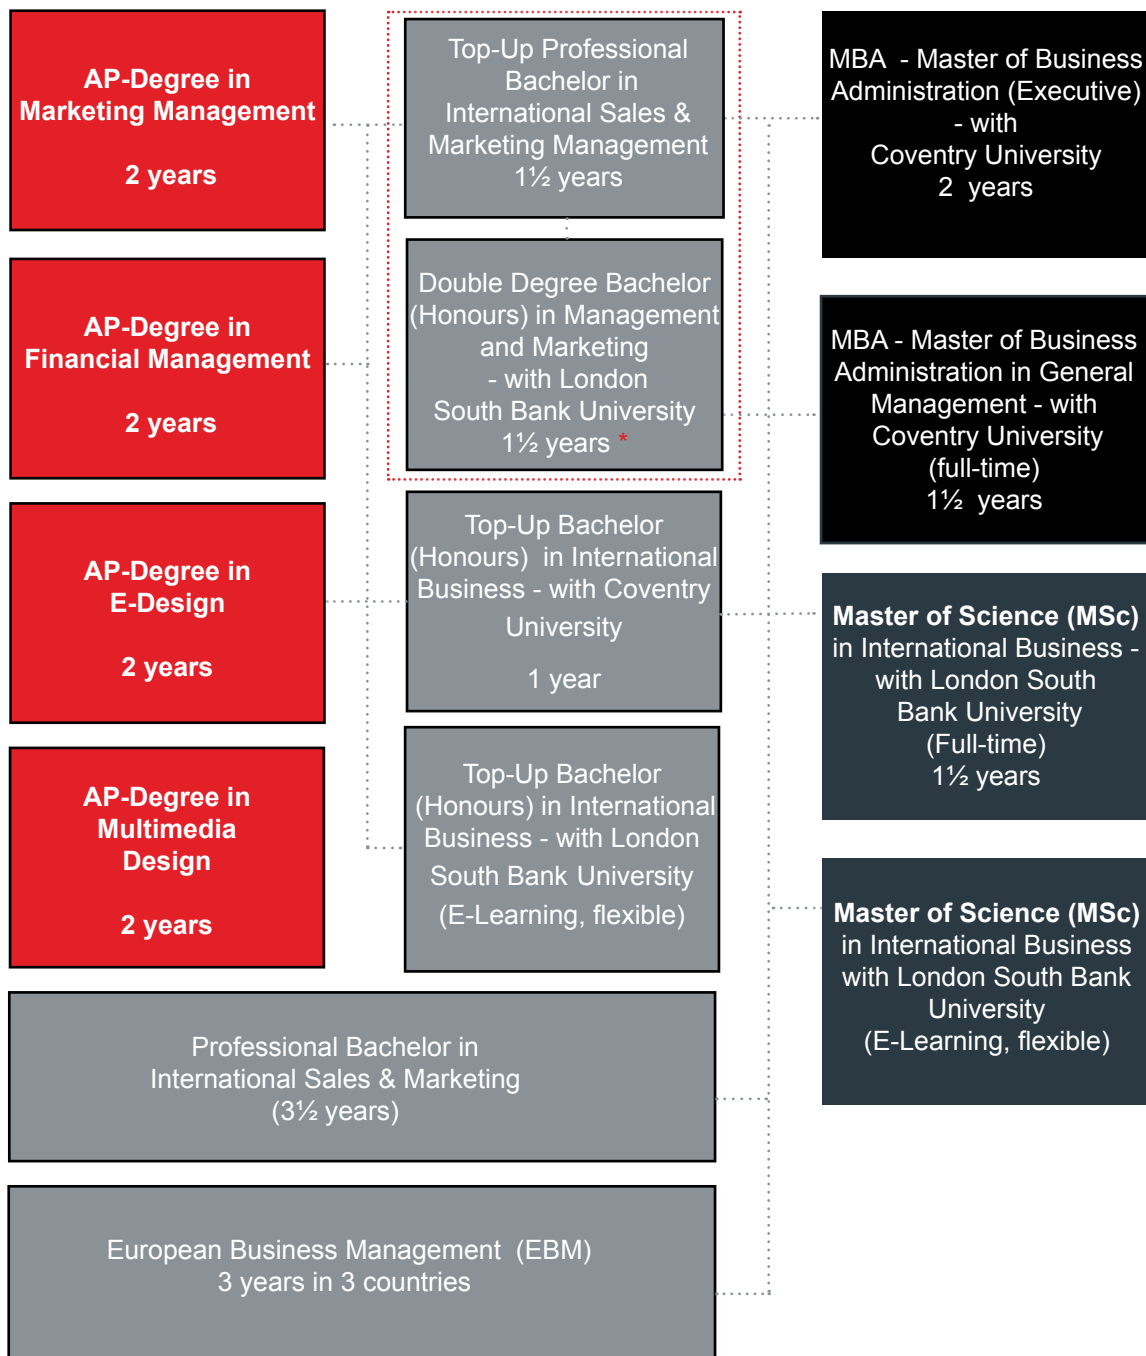 AP-Degree in
Marketing Management
2 years
AP-Degree in
Financial Management
2 years
AP-Degree in
E-Design
2 years
AP-Degree in
Multimedia
Design
2 years
Top-Up Professional
Bachelor in
International Sales &
Marketing Management
1½ years
Double Degree Bachelor
(Honours) in Management
and Marketing
- with London
South Bank University
1½ years *
Top-Up Bachelor
(Honours) in International
Business - with Coventry
University
1 year
Top-Up Bachelor
(Honours) in International
Business - with London
South Bank University
(E-Learning, flexible)
Professional Bachelor in
International Sales & Marketing
(3½ years)
European Business Management (EBM)
3 years in 3 countries
MBA - Master of Business
Administration (Executive)
- with
Coventry University
2 years
MBA - Master of Business
Administration in General
Management - with
Coventry University
(full-time)
1½ years
Master of Science (MSc)
in International Business -
with London South
Bank University
(Full-time)
1½ years
Master of Science (MSc)
in International Business
with London South Bank
University
(E-Learning, flexible)